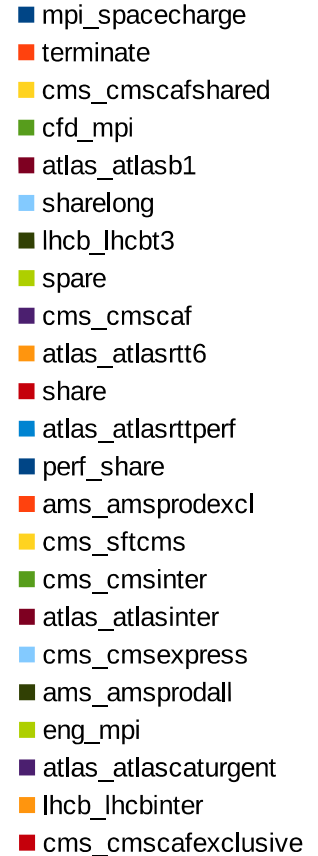 mpi_spacecharge
terminate
cms_cmscafshared
cfd_mpi
atlas_atlasb1
sharelong
lhcb_lhcbt3
spare
cms_cmscaf
atlas_atlasrtt6
share
atlas_atlasrttperf
perf_share
ams_amsprodexcl
cms_sftcms
cms_cmsinter
atlas_atlasinter
cms_cmsexpress
ams_amsprodall
eng_mpi
atlas_atlascaturgent
lhcb_lhcbinter
cms_cmscafexclusive